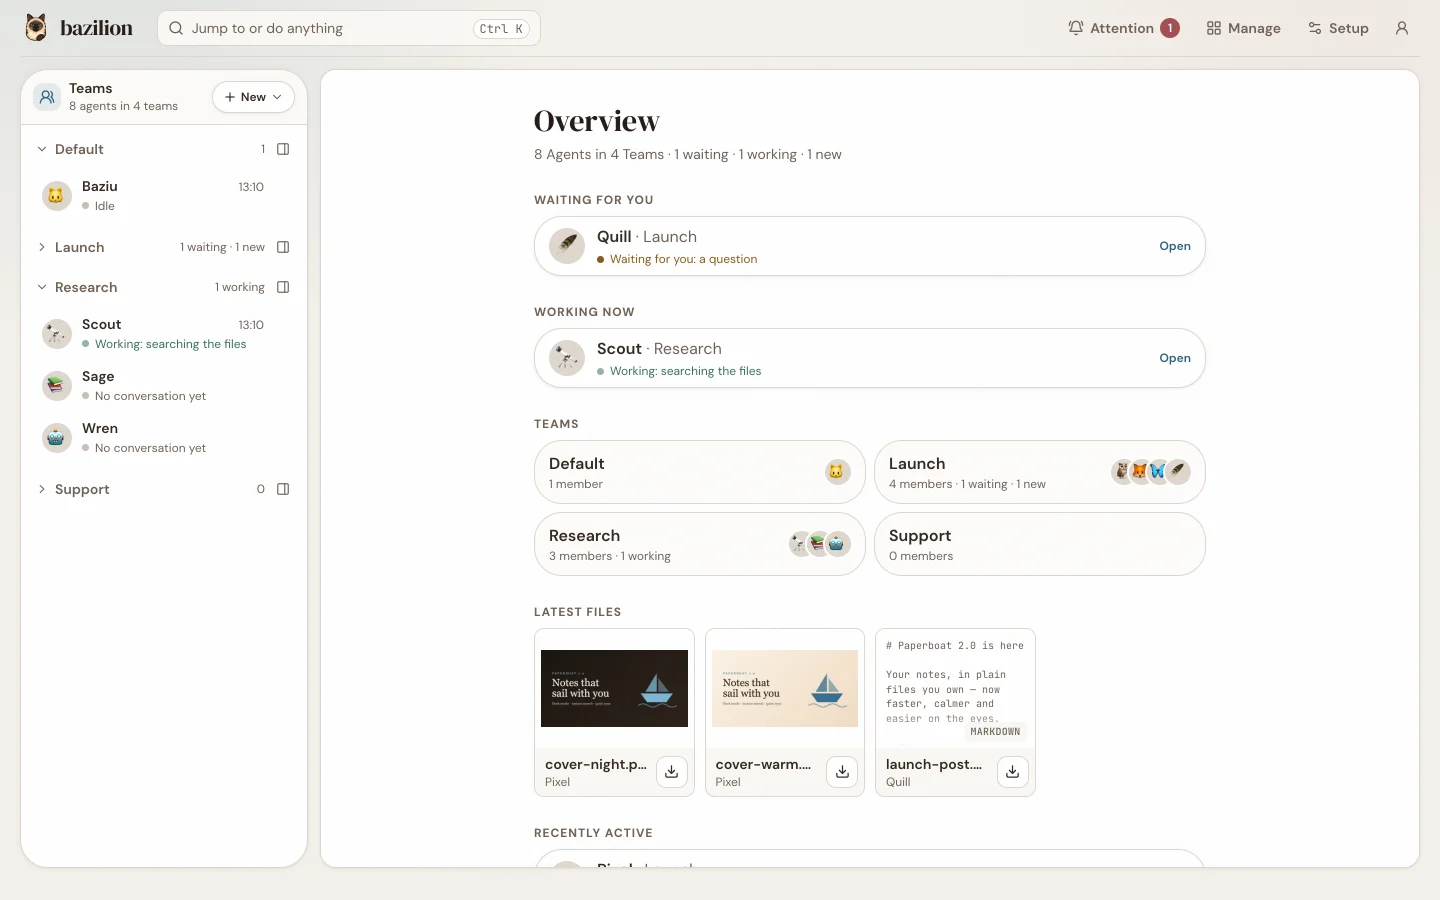 bazilion
Jump to or do anything
Ctrl K
Attention 1
Manage
Setup
Teams
8 agents in 4 teams
New
Default
1
Baziu
13:10
Idle
Launch
1 waiting · 1 new
Research
1 working
Scout
13:10
Working: searching the files
Sage
No conversation yet
Wren
No conversation yet
Support
0
Overview
8 Agents in 4 Teams · 1 waiting · 1 working · 1 new
WAITING FOR YOU
Quill · Launch
Waiting for you: a question
Open
WORKING NOW
Scout · Research
Working: searching the files
Open
TEAMS
Default
1 member
Launch
4 members · 1 waiting · 1 new
Research
3 members · 1 working
Support
0 members
LATEST FILES
Notes that
sail with you
cover-night.p...
Pixel
Notes that
sail with you
cover-warm....
Pixel
# Paperboat 2.0 is here
Your notes, in plain
files you own — now
faster, calmer and
easier on the eyes.
MARKDOWN
launch-post....
Quill
RECENTLY ACTIVE